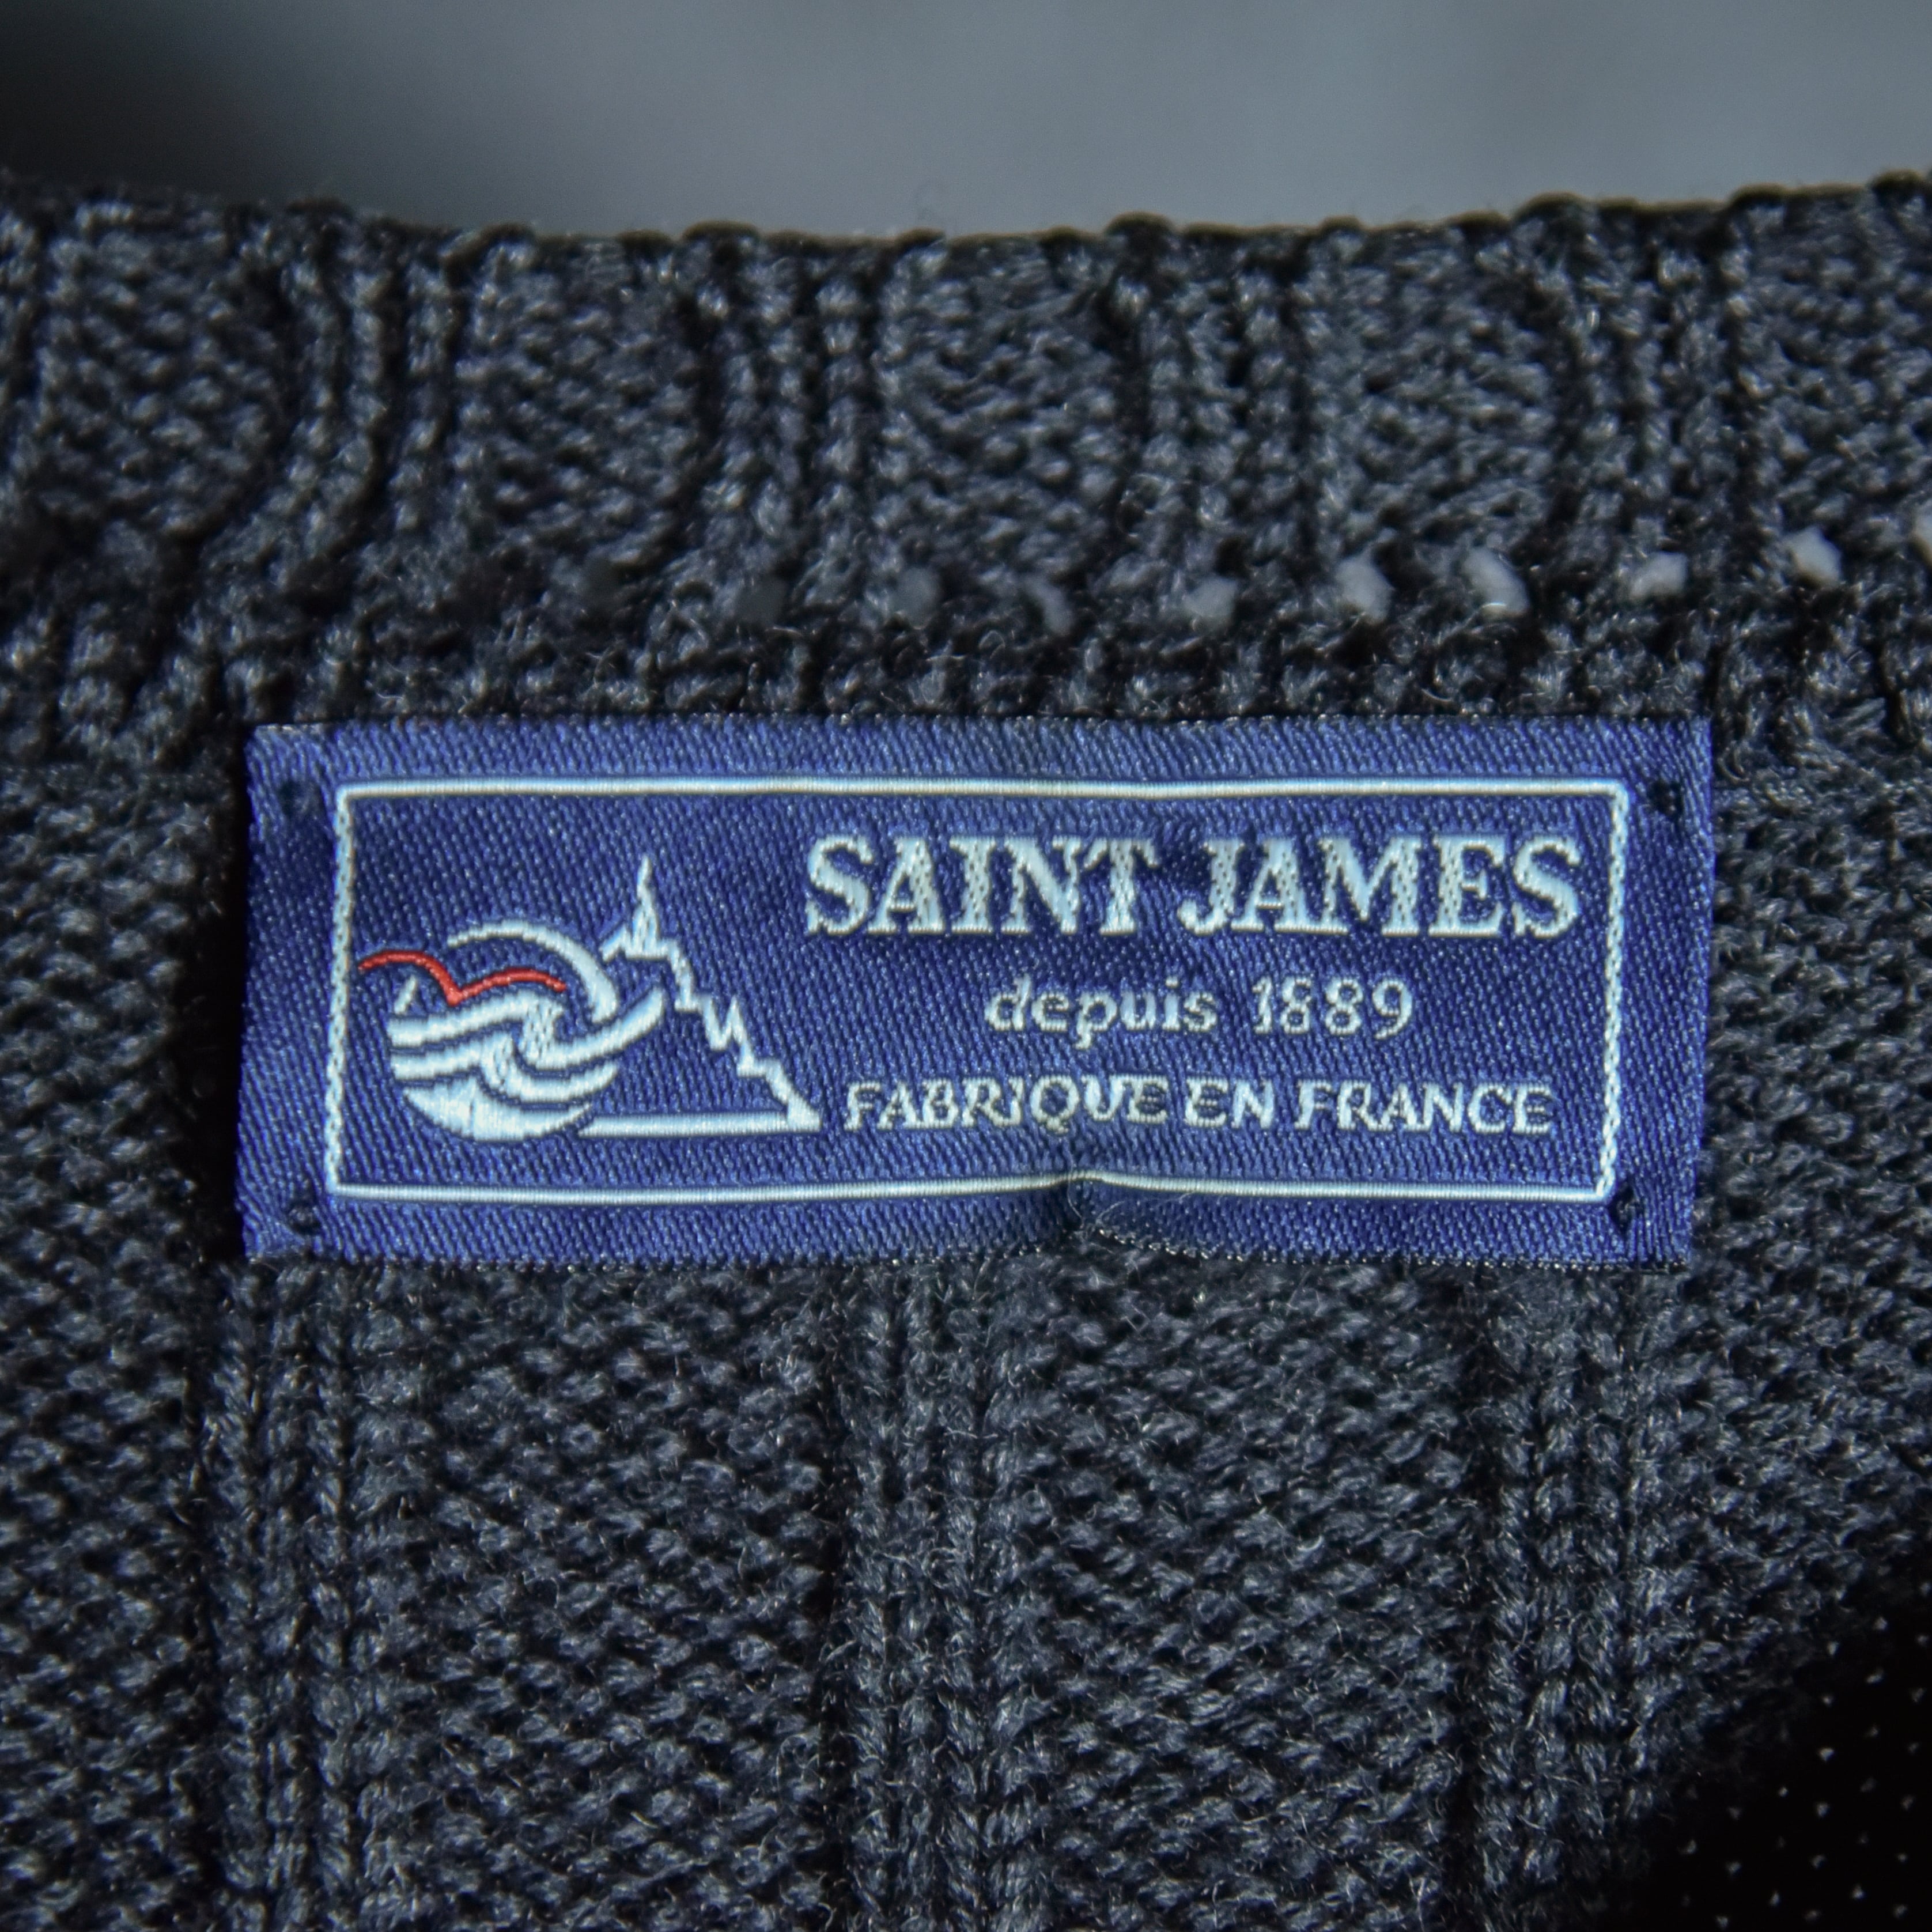 SAINT JAMES
depuis 1889
FABRIQUE EN FRANCE